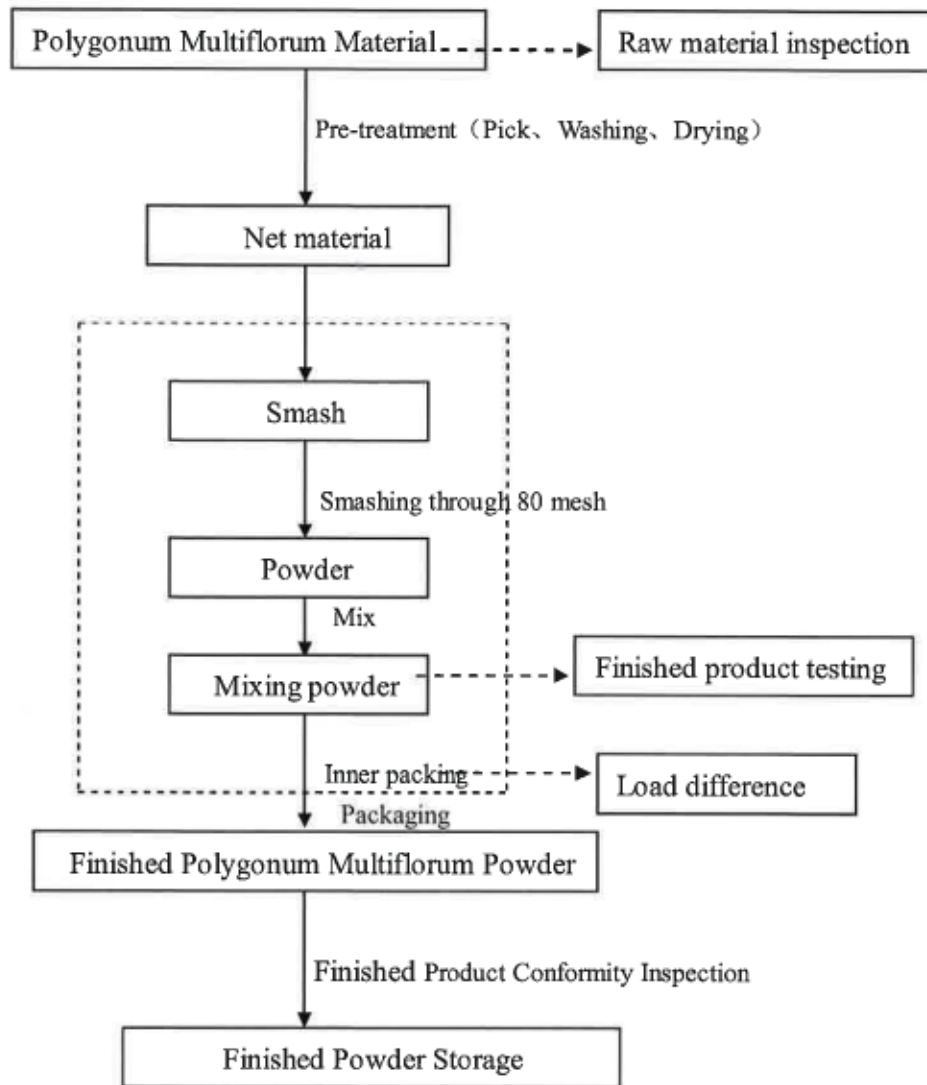 Polygonum Multiflorum Material
Raw material inspection
Pre-treatment（Pick、Washing、Drying）
Net material
Smash
Smashing through 80 mesh
Powder
Mix
Mixing powder
Finished product testing
Inner packing
Load difference
Packaging
Finished Polygonum Multiflorum Powder
Finished Product Conformity Inspection
Finished Powder Storage